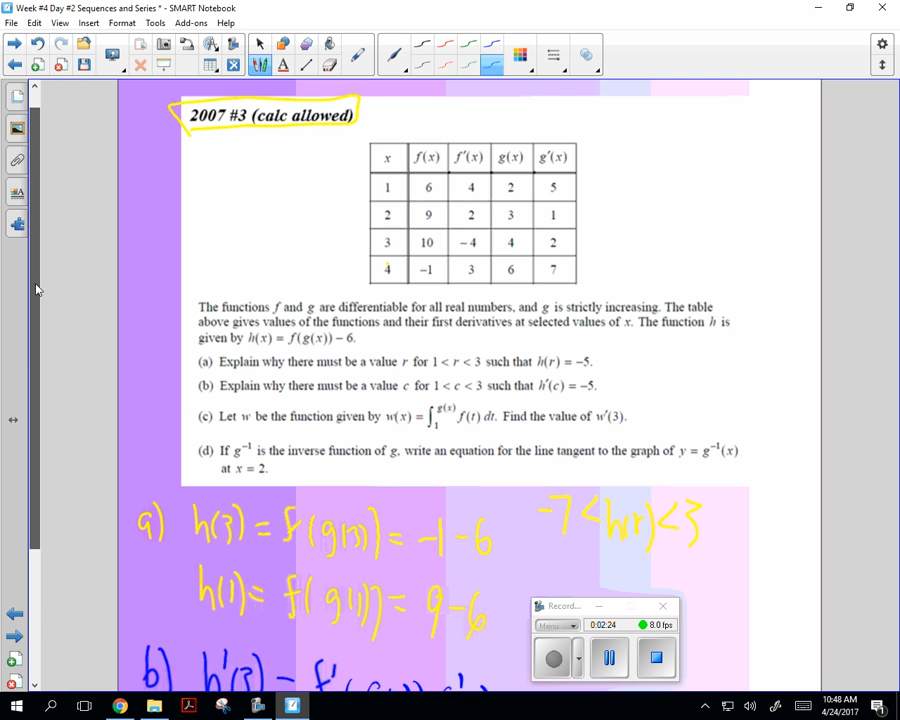 Week #4 Day #2 Sequences and Series * - SMART Notebook
File Edit View Insert Format Tools Add-ons Help
2007 #3 (calc allowed)
x f(x) f′(x) g(x) g′(x)
1 6 4 2 5
2 9 2 3 1
3 10 −4 4 2
4 −1 3 6 7
The functions f and g are differentiable for all real numbers, and g is strictly increasing. The table
above gives values of the functions and their first derivatives at selected values of x. The function h is
given by h(x) = f(g(x)) − 6.
(a) Explain why there must be a value r for 1 < r < 3 such that h(r) = −5.
(b) Explain why there must be a value c for 1 < c < 3 such that h′(c) = −5.
(c) Let w be the function given by w(x) = ∫₁^g(x) f(t) dt. Find the value of w′(3).
(d) If g⁻¹ is the inverse function of g, write an equation for the line tangent to the graph of y = g⁻¹(x)
at x = 2.
a) h(3) = f(g(3)) = -1 - 6
-7 < h(r) < 3
h(1) = f(g(1)) = 9 - 6
Record...
Menu 0:02:24 8.0 fps
b) h'(3) = f'
10:48 AM
4/24/2017